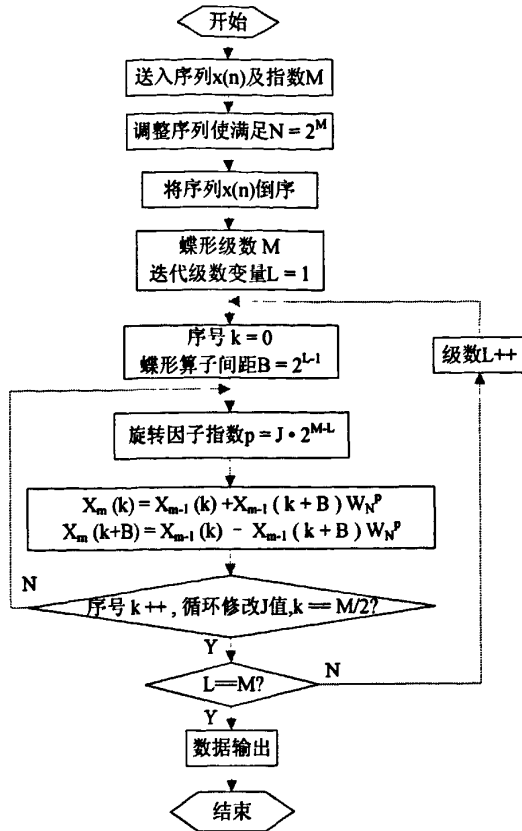 开始
送入序列x(n)及指数M
调整序列使满足N = 2^M
将序列x(n)倒序
蝶形级数 M
迭代级数变量L = 1
序号 k = 0
蝶形算子间距B = 2^{L-1}
级数L++
旋转因子指数p = J • 2^{M-L}
X_m (k) = X_{m-1} (k) +X_{m-1} ( k + B ) W_N^p
X_m (k+B) = X_{m-1} (k) - X_{m-1} ( k + B ) W_N^p
N
序号 k ++ , 循环修改J值,k == M/2?
Y
L==M?
N
Y
数据输出
结束